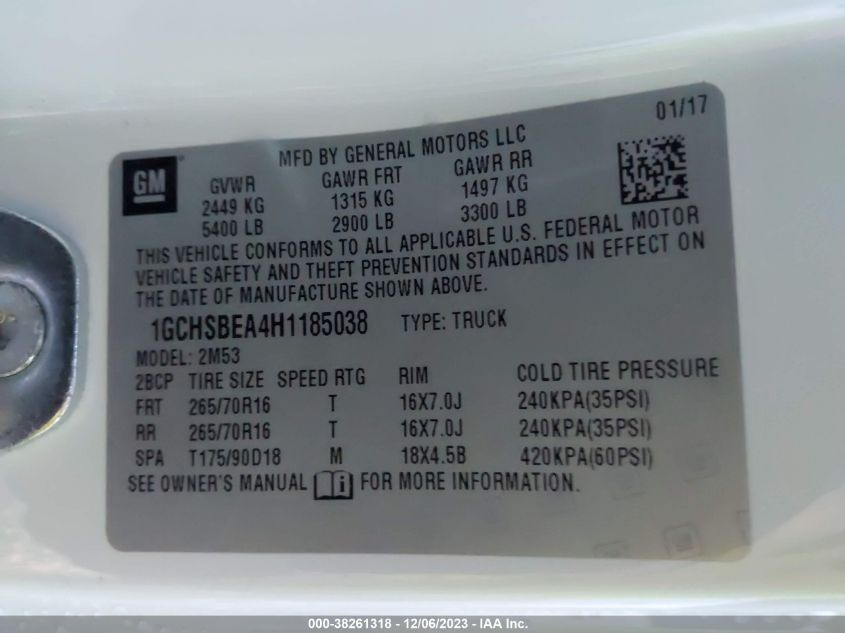 01/17
MFD BY GENERAL MOTORS LLC
GM
GVWR GAWR FRT GAWR RR
2449 KG 1315 KG 1497 KG
5400 LB 2900 LB 3300 LB
THIS VEHICLE CONFORMS TO ALL APPLICABLE U.S. FEDERAL MOTOR
VEHICLE SAFETY AND THEFT PREVENTION STANDARDS IN EFFECT ON
THE DATE OF MANUFACTURE SHOWN ABOVE.
1GCHSBEA4H1185038 TYPE: TRUCK
MODEL: 2M53
2BCP TIRE SIZE SPEED RTG RIM COLD TIRE PRESSURE
FRT 265/70R16 T 16X7.0J 240KPA(35PSI)
RR 265/70R16 T 16X7.0J 240KPA(35PSI)
SPA T175/90D18 M 18X4.5B 420KPA(60PSI)
SEE OWNER'S MANUAL i FOR MORE INFORMATION.
000-38261318 - 12/06/2023 - IAA Inc.